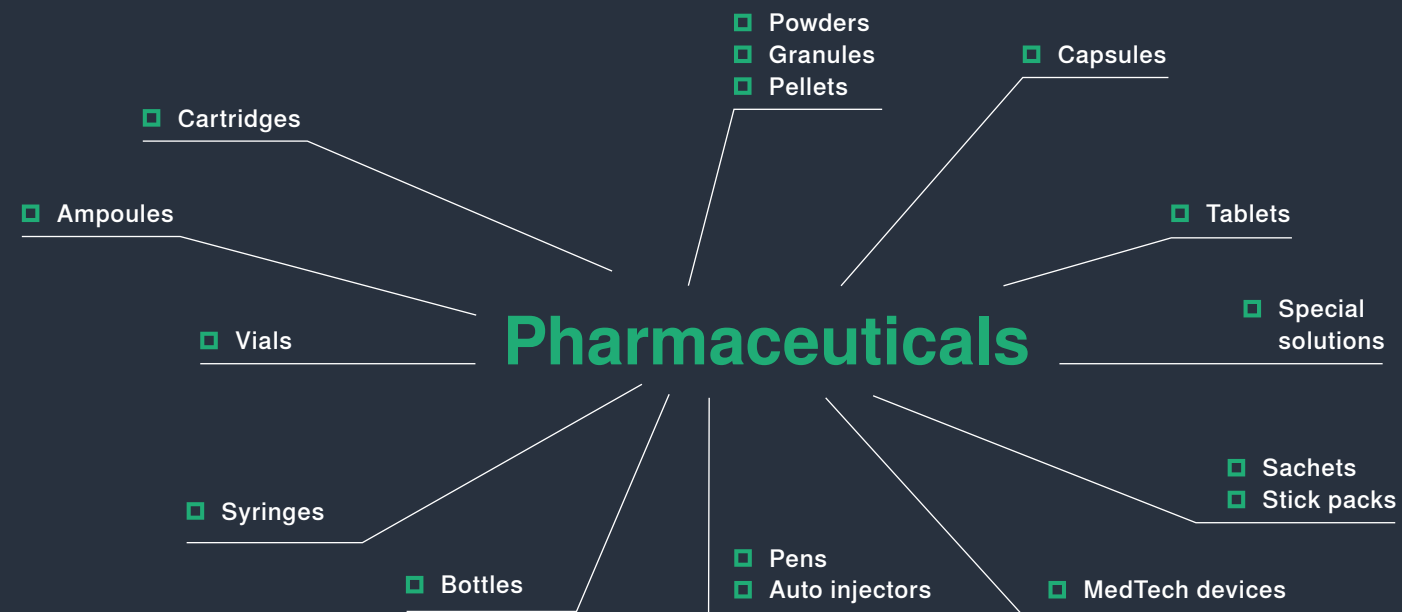 Powders
Granules
Pellets
Capsules
Cartridges
Ampoules
Tablets
Special
solutions
Vials
Pharmaceuticals
Sachets
Stick packs
Syringes
Pens
Auto injectors
Bottles
MedTech devices